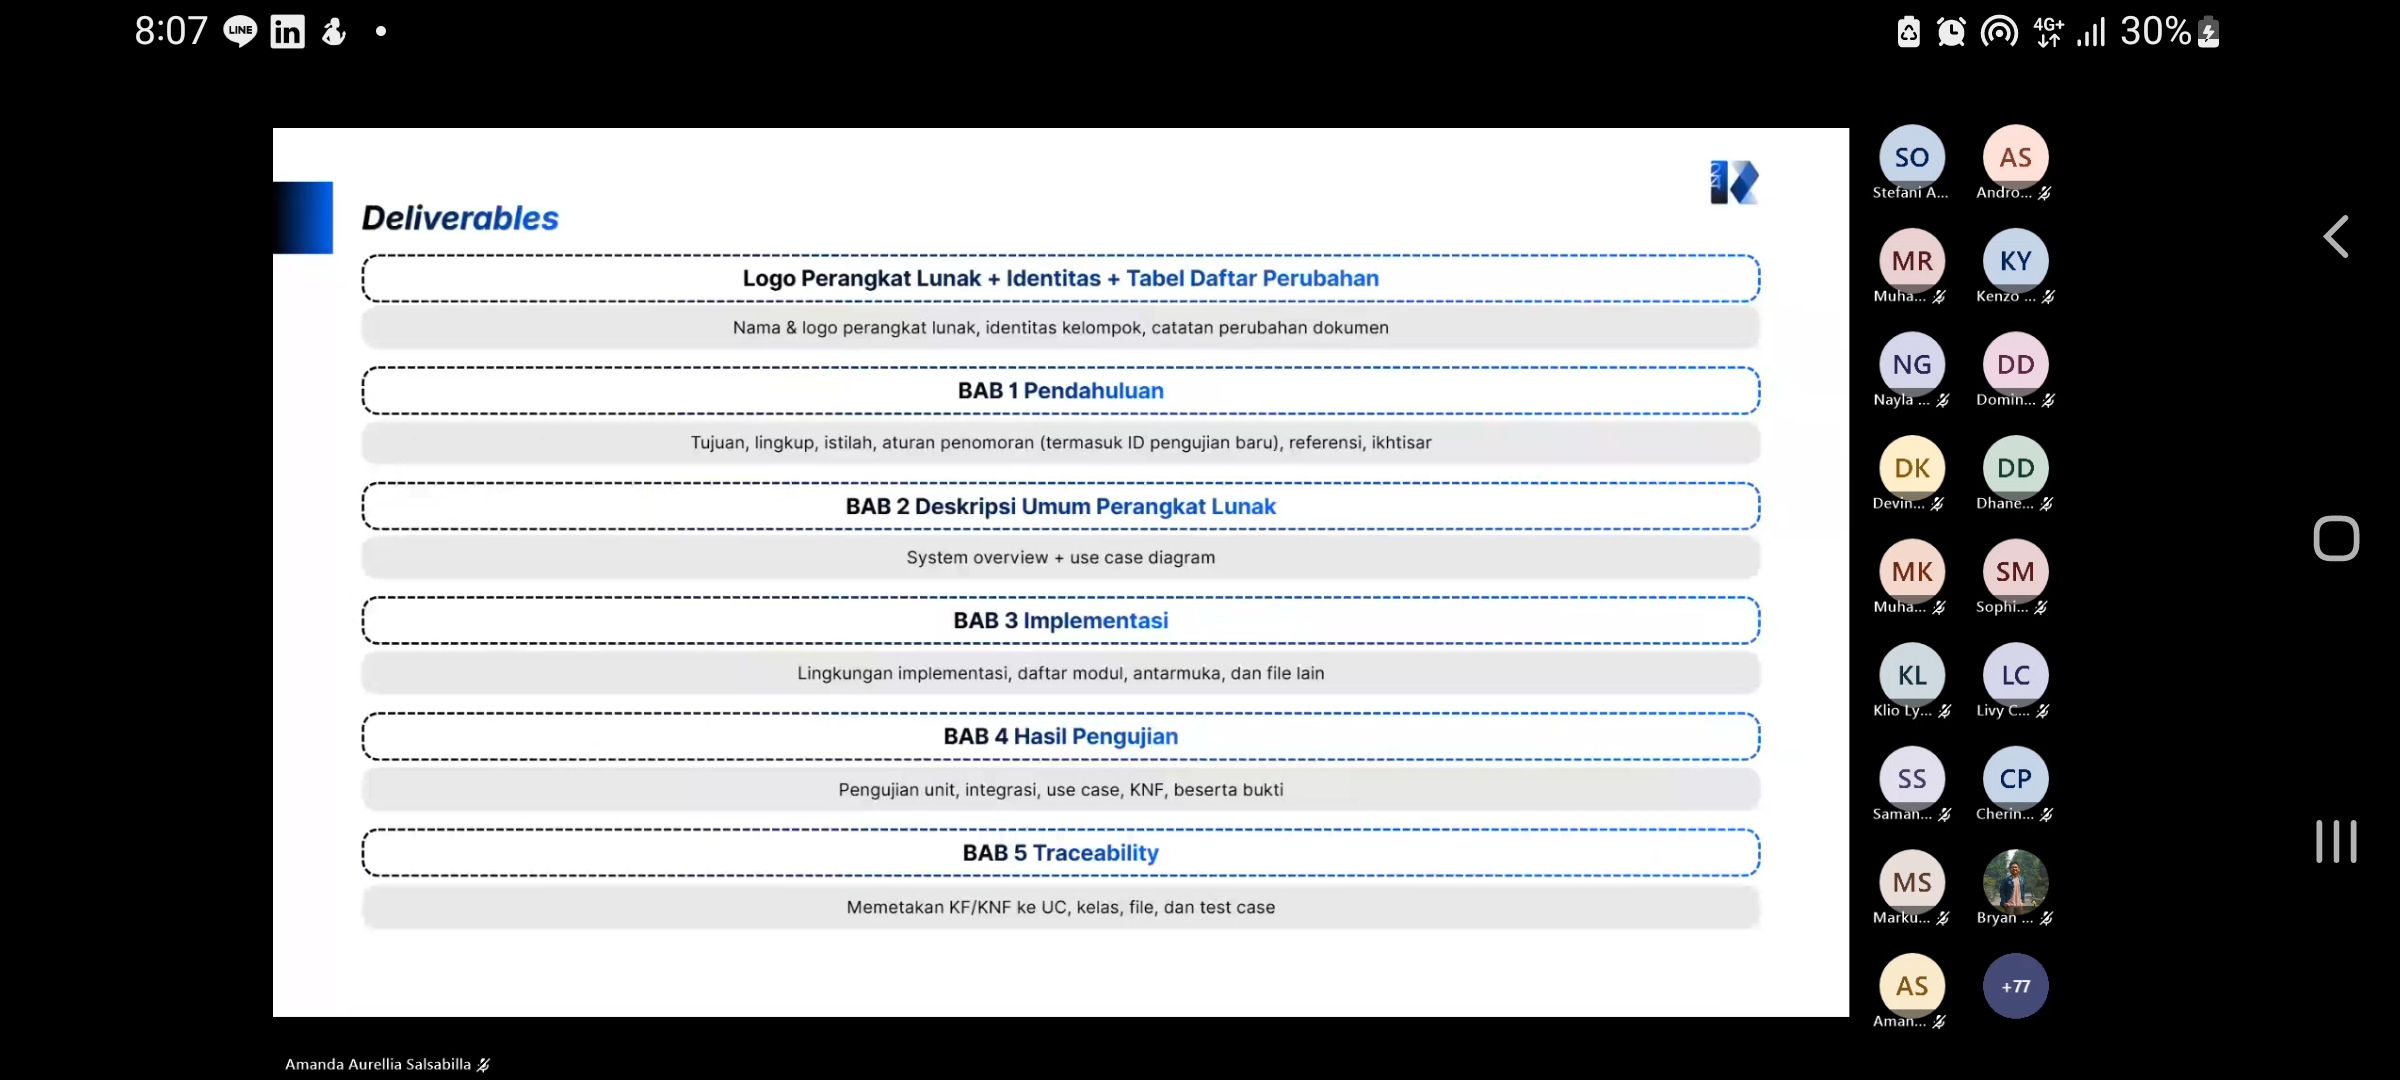 8:07
LINE
in
4G+
30%
Deliverables
Logo Perangkat Lunak + Identitas + Tabel Daftar Perubahan
Nama & logo perangkat lunak, identitas kelompok, catatan perubahan dokumen
BAB 1 Pendahuluan
Tujuan, lingkup, istilah, aturan penomoran (termasuk ID pengujian baru), referensi, ikhtisar
BAB 2 Deskripsi Umum Perangkat Lunak
System overview + use case diagram
BAB 3 Implementasi
Lingkungan implementasi, daftar modul, antarmuka, dan file lain
BAB 4 Hasil Pengujian
Pengujian unit, integrasi, use case, KNF, beserta bukti
BAB 5 Traceability
Memetakan KF/KNF ke UC, kelas, file, dan test case
Amanda Aurellia Salsabilla
SO
Stefani A...
AS
Andro...
MR
Muha...
KY
Kenzo ...
NG
Nayla ...
DD
Domin...
DK
Devin...
DD
Dhane...
MK
Muha...
SM
Sophi...
KL
Klio Ly...
LC
Livy C...
SS
Saman...
CP
Cherin...
MS
Marku...
Bryan ...
AS
Aman...
+77